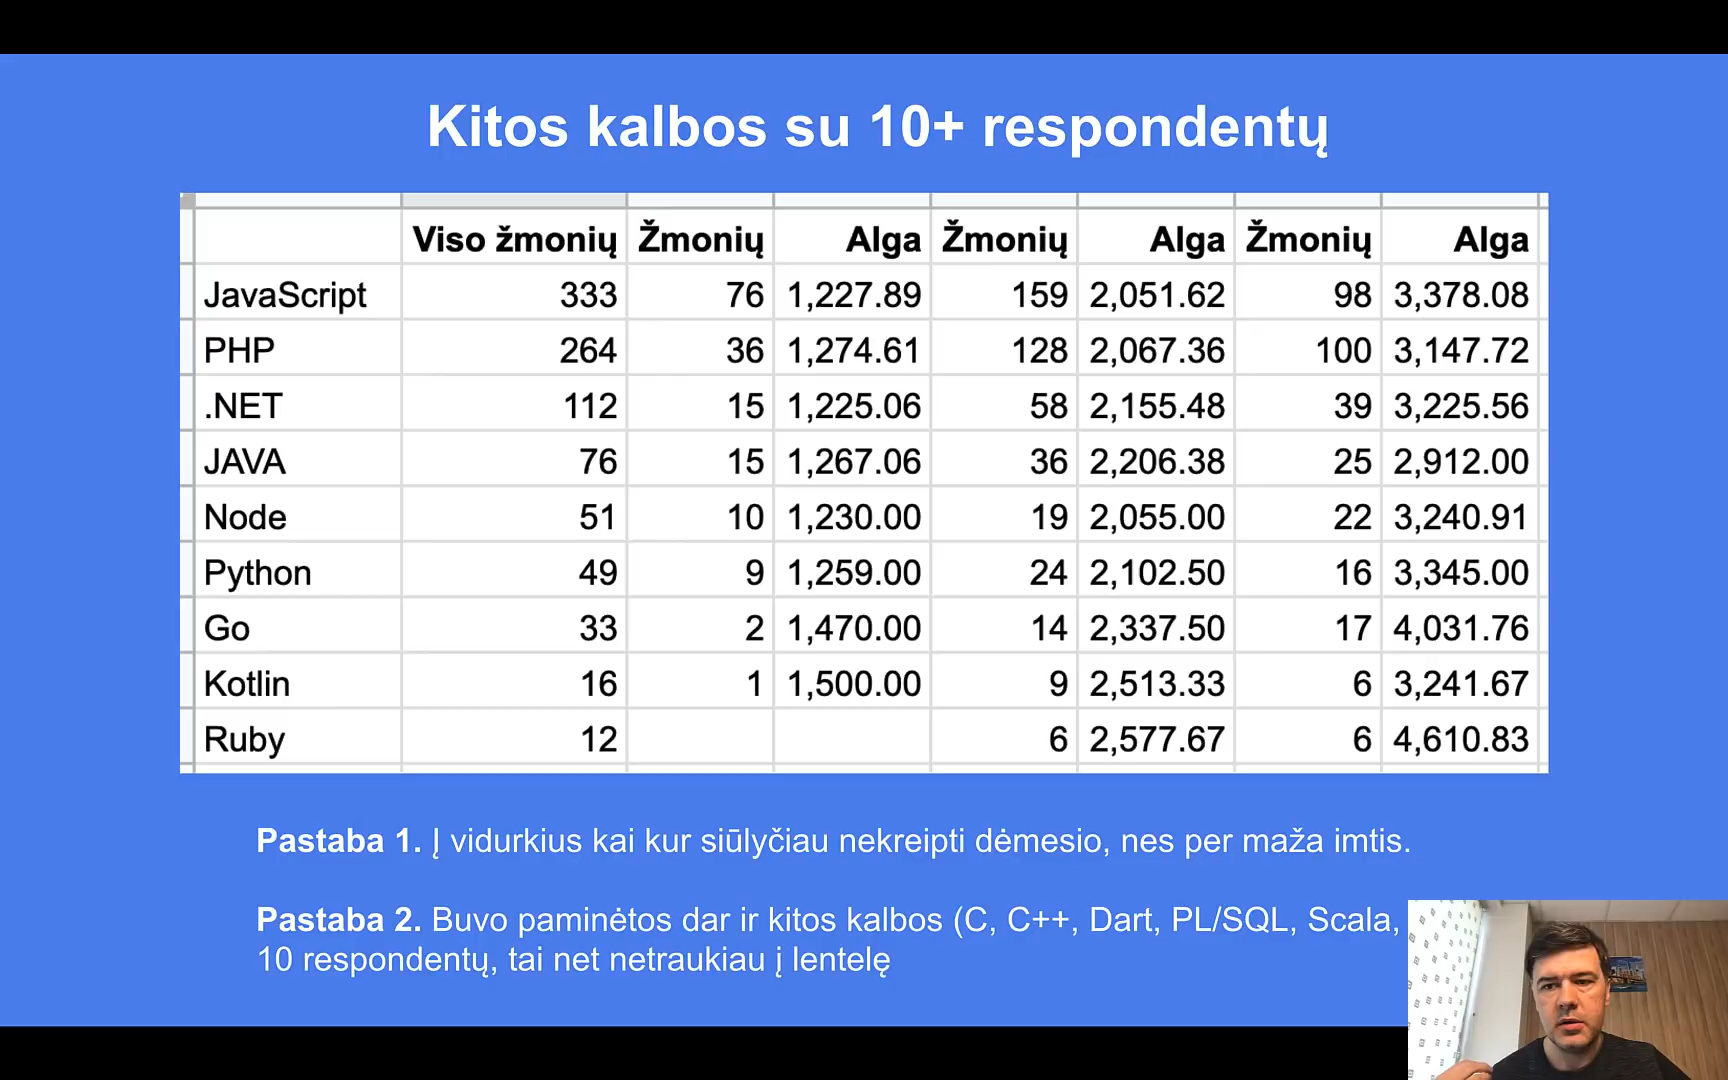 Kitos kalbos su 10+ respondentų
Viso žmonių Žmonių Alga Žmonių Alga Žmonių Alga
JavaScript 333 76 1,227.89 159 2,051.62 98 3,378.08
PHP 264 36 1,274.61 128 2,067.36 100 3,147.72
.NET 112 15 1,225.06 58 2,155.48 39 3,225.56
JAVA 76 15 1,267.06 36 2,206.38 25 2,912.00
Node 51 10 1,230.00 19 2,055.00 22 3,240.91
Python 49 9 1,259.00 24 2,102.50 16 3,345.00
Go 33 2 1,470.00 14 2,337.50 17 4,031.76
Kotlin 16 1 1,500.00 9 2,513.33 6 3,241.67
Ruby 12 6 2,577.67 6 4,610.83
Pastaba 1. Į vidurkius kai kur siūlyčiau nekreipti dėmesio, nes per maža imtis.
Pastaba 2. Buvo paminėtos dar ir kitos kalbos (C, C++, Dart, PL/SQL, Scala,
10 respondentų, tai net netraukiau į lentelę